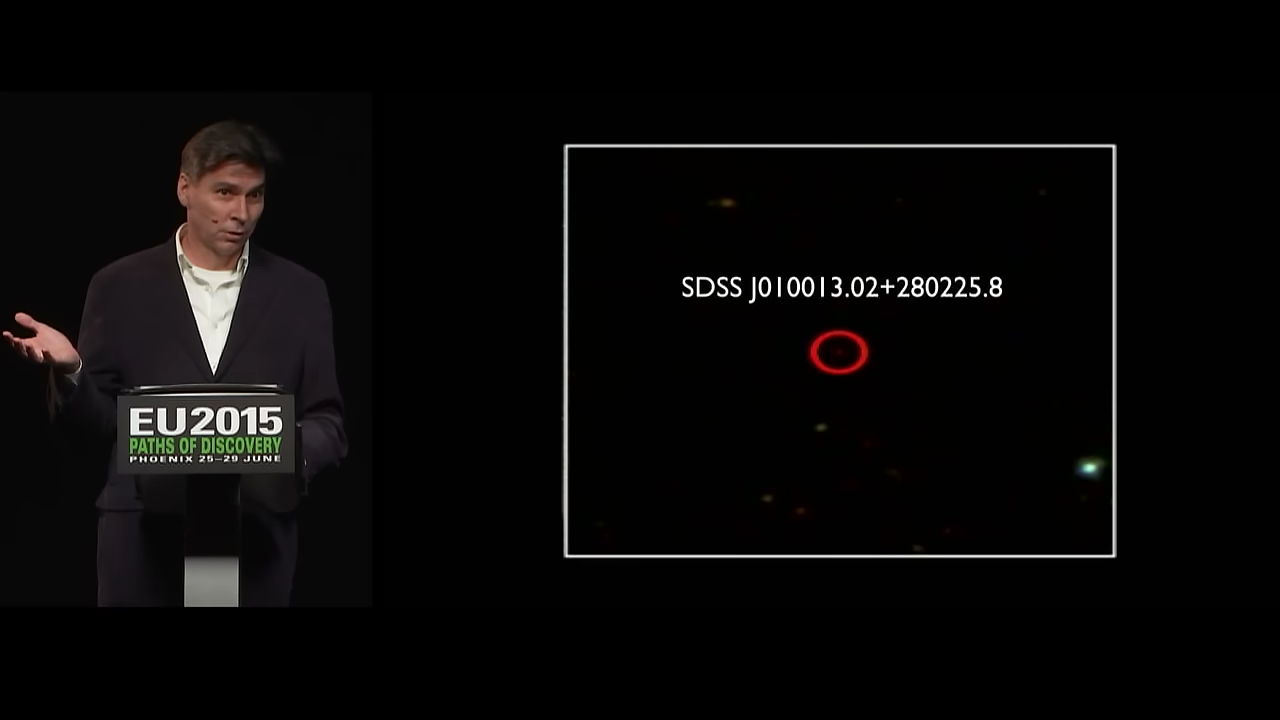 EU2015
PATHS OF DISCOVERY
PHOENIX 25–29 JUNE
SDSS J010013.02+280225.8